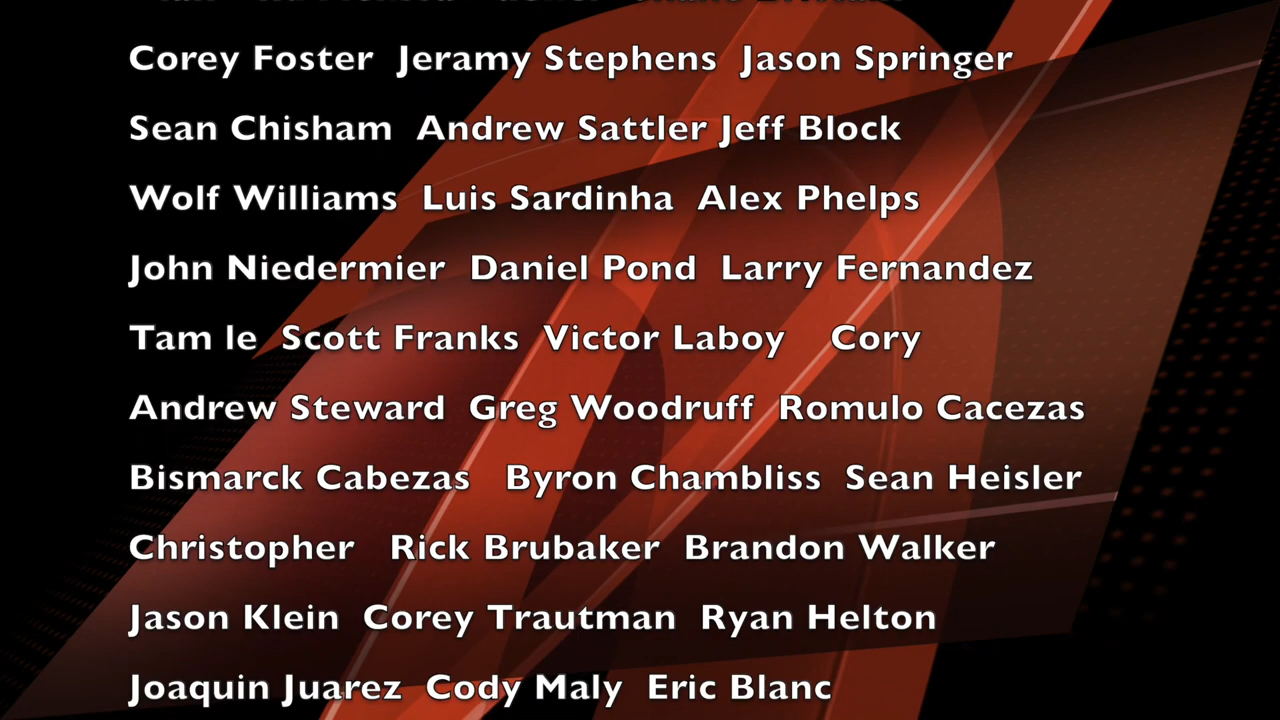 Corey Foster Jeramy Stephens Jason Springer
Sean Chisham Andrew Sattler Jeff Block
Wolf Williams Luis Sardinha Alex Phelps
John Niedermier Daniel Pond Larry Fernandez
Tam le Scott Franks Victor Laboy Cory
Andrew Steward Greg Woodruff Romulo Cacezas
Bismarck Cabezas Byron Chambliss Sean Heisler
Christopher Rick Brubaker Brandon Walker
Jason Klein Corey Trautman Ryan Helton
Joaquin Juarez Cody Maly Eric Blanc